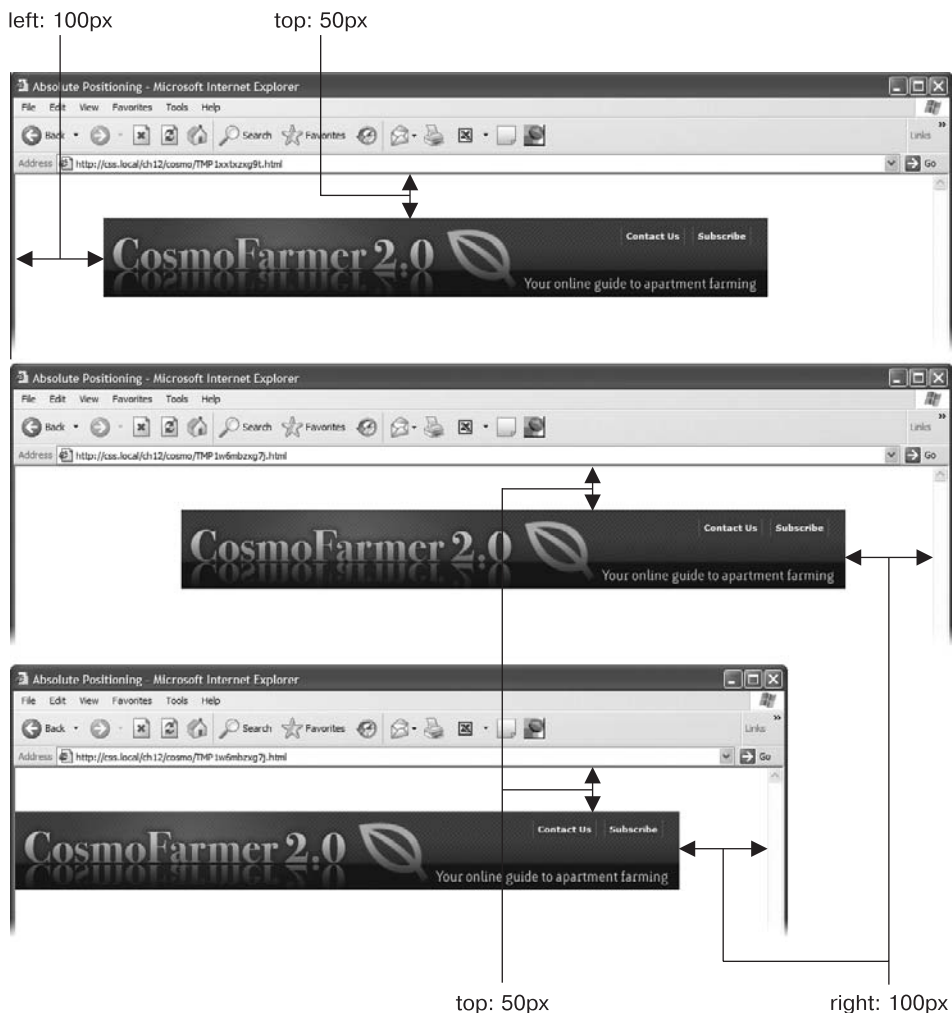 left: 100px
top: 50px
Absolute Positioning - Microsoft Internet Explorer
File Edit View Favorites Tools Help
Back Search Favorites Links »
Address http://css.local/ch12/cosmo/TMP1xxtxzxg9t.html Go
Contact Us Subscribe
CosmoFarmer 2.0
Your online guide to apartment farming
Absolute Positioning - Microsoft Internet Explorer
File Edit View Favorites Tools Help
Back Search Favorites Links »
Address http://css.local/ch12/cosmo/TMP1w6mbzxg7j.html Go
Contact Us Subscribe
CosmoFarmer 2.0
Your online guide to apartment farming
Absolute Positioning - Microsoft Internet Explorer
File Edit View Favorites Tools Help
Back Search Favorites Links »
Address http://css.local/ch12/cosmo/TMP1w6mbzxg7j.html Go
Contact Us Subscribe
CosmoFarmer 2.0
Your online guide to apartment farming
top: 50px
right: 100px